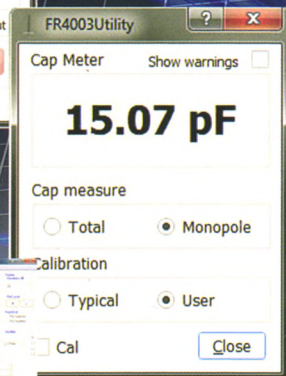 FR4003Utility
?
X
Cap Meter
Show warnings
15.07 pF
Cap measure
Total
Monopole
Calibration
Typical
User
Cal
Close